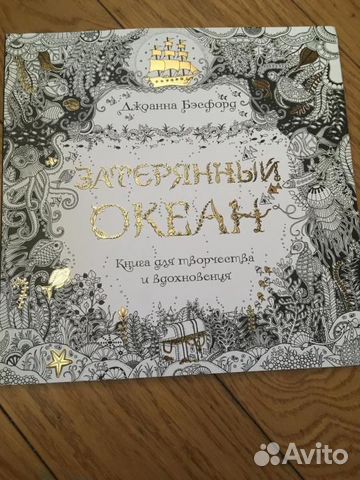 Джоанна Бэсфорд
ЗАТЕРЯННЫЙ
ОКЕАН
Книга для творчества
и вдохновения
Avito